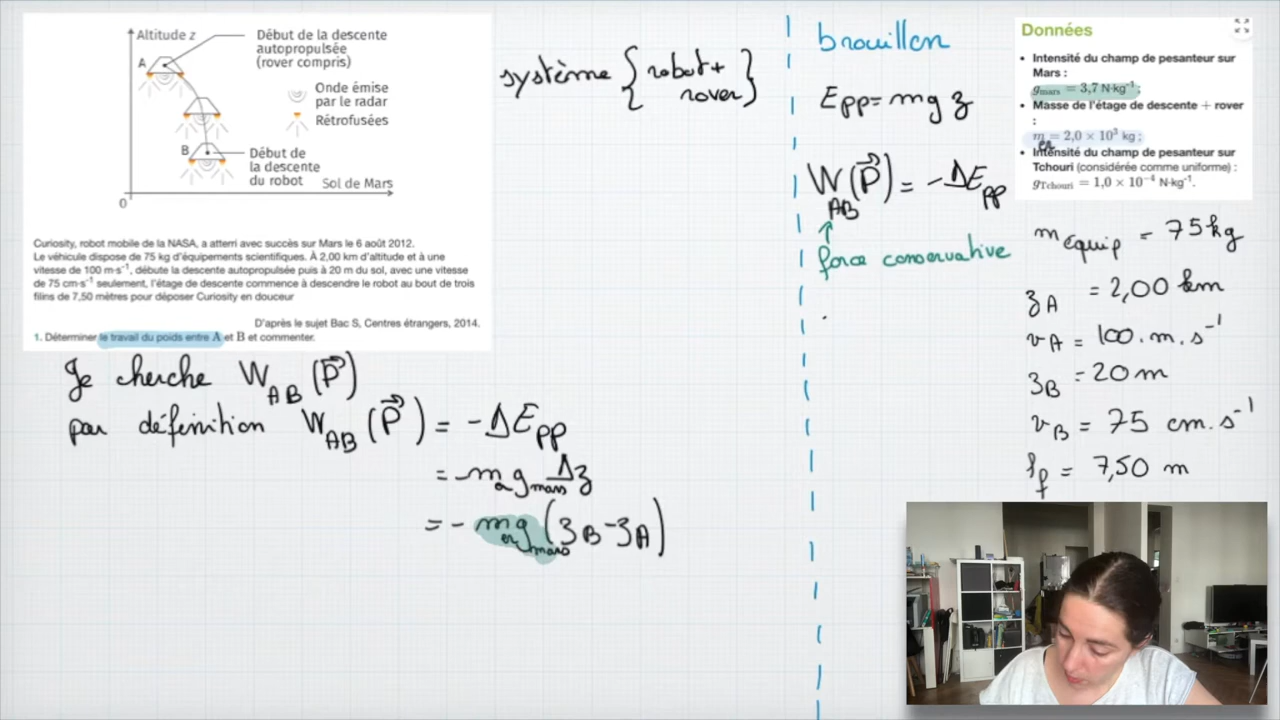 Altitude z
Début de la descente
autopropulsée
(rover compris)
A
Onde émise
par le radar
Rétrofusées
B
Début de
la descente
du robot
Sol de Mars
0
Curiosity, robot mobile de la NASA, a atterri avec succès sur Mars le 6 août 2012.
Le véhicule dispose de 75 kg d'équipements scientifiques. À 2,00 km d'altitude et à une
vitesse de 100 m·s⁻¹, débute la descente autopropulsée puis à 20 m du sol, avec une vitesse
de 75 cm·s⁻¹ seulement, l'étage de descente commence à descendre le robot au bout de trois
filins de 7,50 mètres pour déposer Curiosity en douceur
D'après le sujet Bac S, Centres étrangers, 2014.
1. Déterminer le travail du poids entre A et B et commenter.
système { robot +
rover }
Je cherche W_AB (P⃗)
par définition W_AB (P⃗) = -ΔE_pp
= -m_er g_mars Δz
= - m_er g_mars (z_B - z_A)
brouillon
E_pp = m g z
W_AB (P⃗) = -ΔE_pp
↑
force conservative
Données
• Intensité du champ de pesanteur sur
Mars :
g_mars = 3,7 N·kg⁻¹ ;
• Masse de l'étage de descente + rover
:
m_er = 2,0 × 10³ kg ;
• Intensité du champ de pesanteur sur
Tchouri (considérée comme uniforme) :
g_Tchouri = 1,0 × 10⁻⁴ N·kg⁻¹.
m_equip = 75 kg
z_A = 2,00 km
v_A = 100. m. s⁻¹
z_B = 20 m
v_B = 75 cm. s⁻¹
l_f = 7,50 m